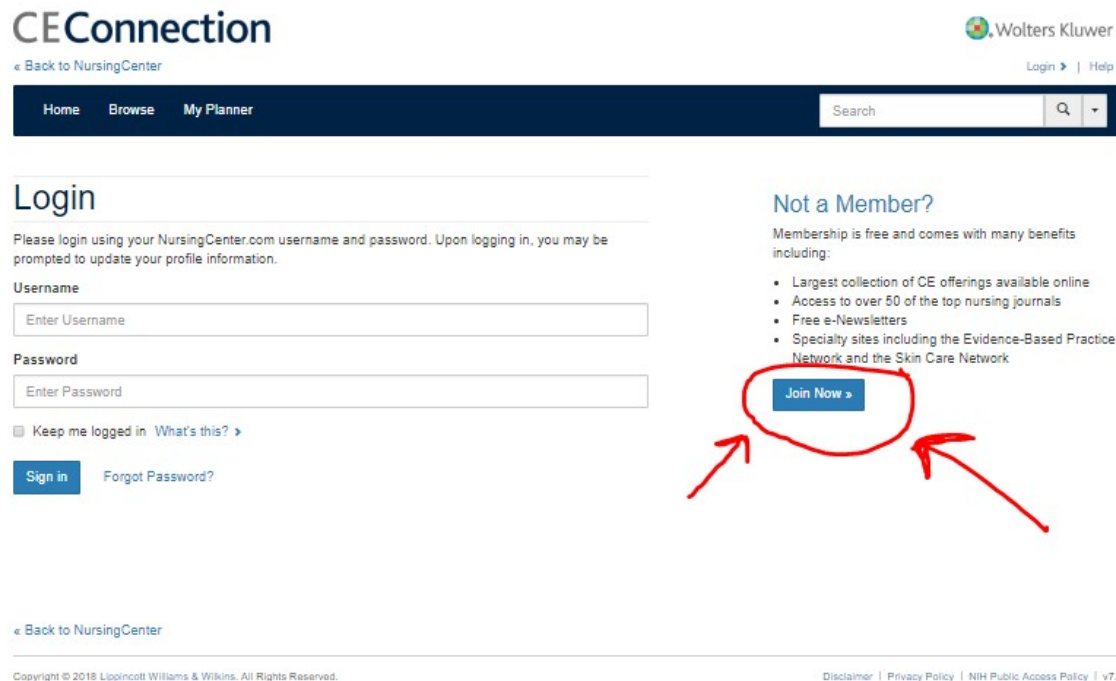 CEConnection
Wolters Kluwer
« Back to NursingCenter
Login > | Help
Home Browse My Planner
Search
Login
Please login using your NursingCenter.com username and password. Upon logging in, you may be
prompted to update your profile information.
Username
Enter Username
Password
Enter Password
Keep me logged in What's this? >
Sign in Forgot Password?
Not a Member?
Membership is free and comes with many benefits
including:
• Largest collection of CE offerings available online
• Access to over 50 of the top nursing journals
• Free e-Newsletters
• Specialty sites including the Evidence-Based Practice
Network and the Skin Care Network
Join Now »
« Back to NursingCenter
Copyright © 2018 Lippincott Williams & Wilkins. All Rights Reserved.
Disclaimer | Privacy Policy | NIH Public Access Policy | v7.